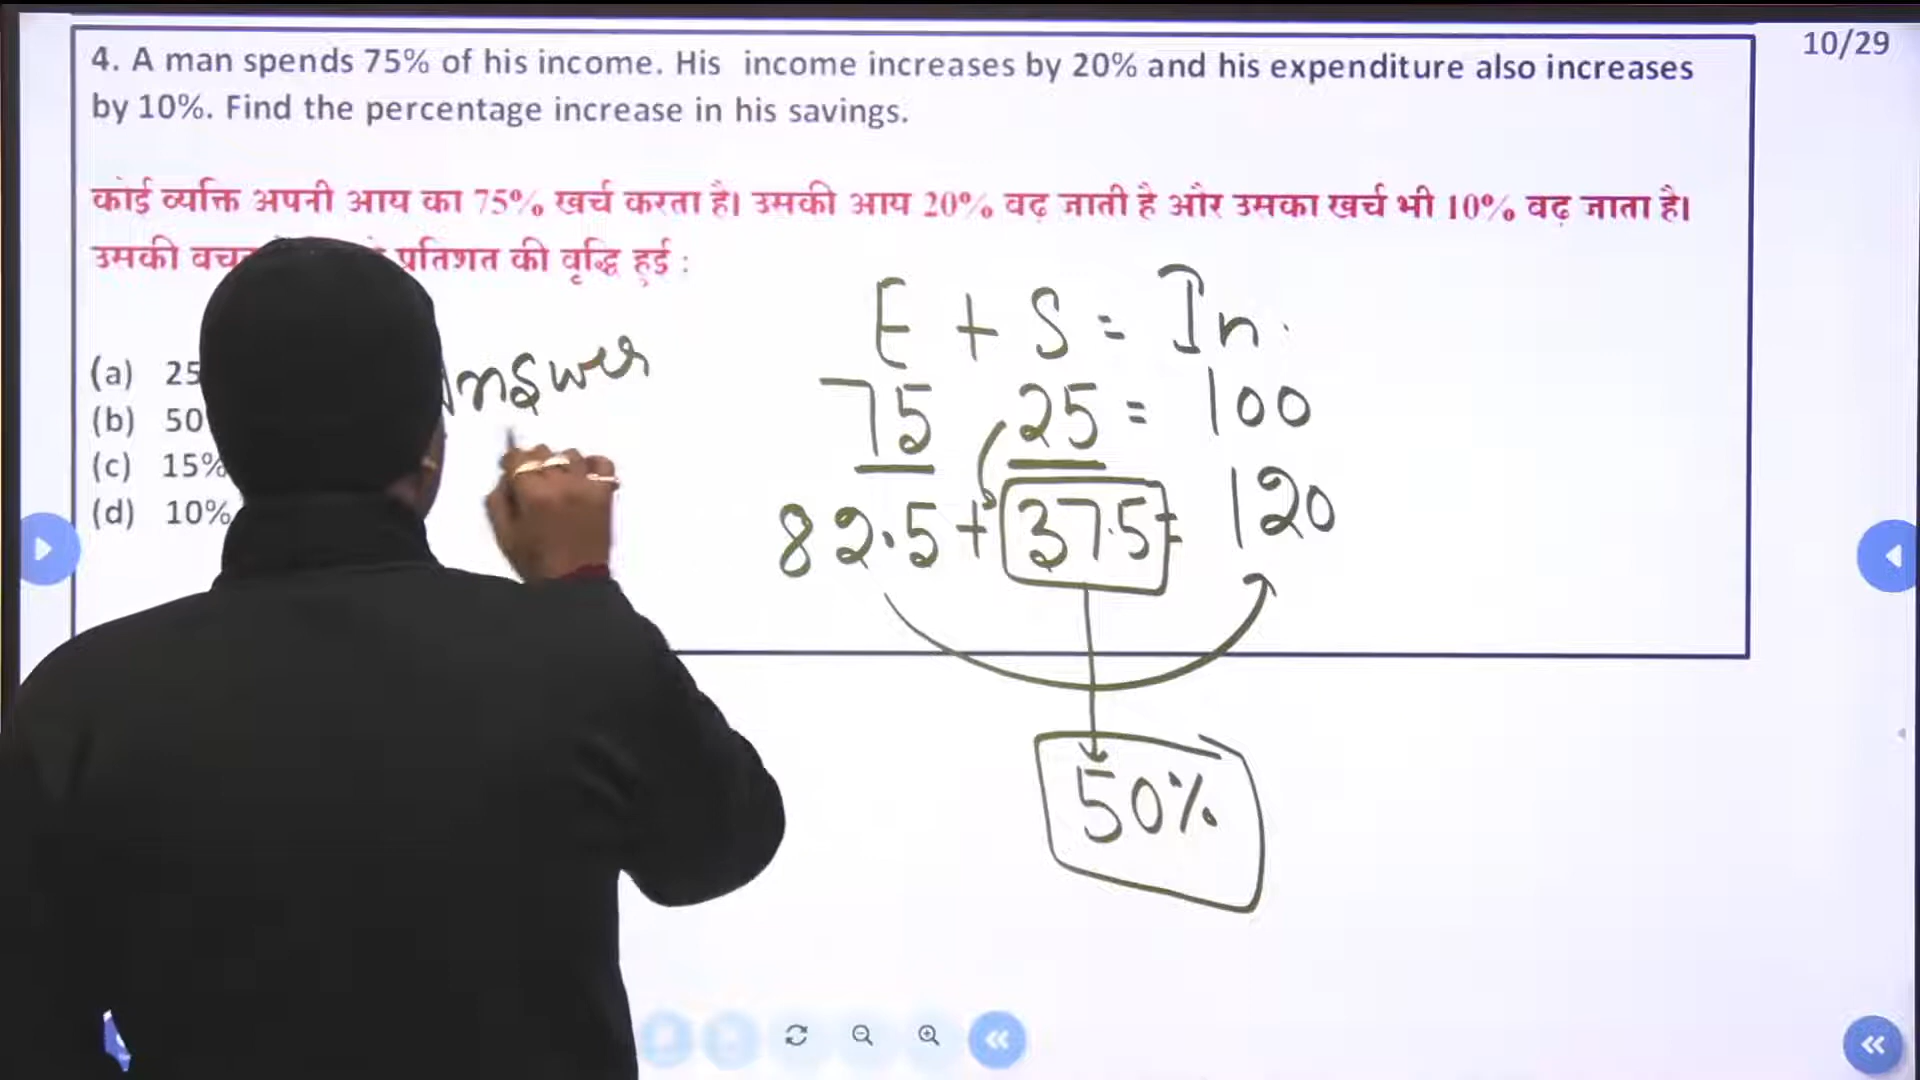 10/29
4. A man spends 75% of his income. His income increases by 20% and his expenditure also increases
by 10%. Find the percentage increase in his savings.
कोई व्यक्ति अपनी आय का 75% खर्च करता है। उसकी आय 20% बढ़ जाती है और उसका खर्च भी 10% बढ़ जाता है।
उसकी प्रतिशत की वृद्धि हुई :
E + S = In.
(a) 25
Answer
75 25 = 100
(b) 50
(c) 15%
(d) 10%
82.5 + 37.5 = 120
50%